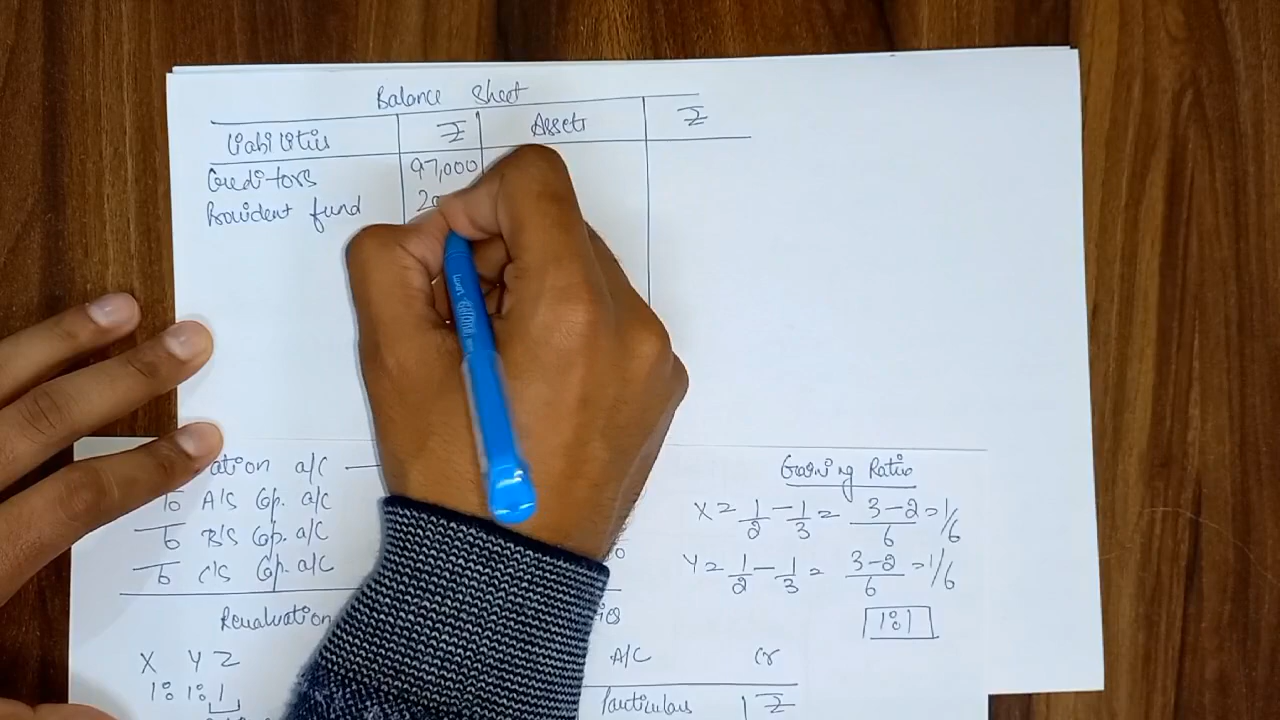 Balance Sheet
Liabilities ₹ Assets ₹
Creditors 97,000
Provident fund 20
ation a/c
To A's Cap. a/c
To B's Cap. a/c
To C's Cap. a/c
Revaluation
X Y Z
1: 1: 1
Gaining Ratio
X = 1/2 - 1/3 = 3-2/6 = 1/6
Y = 1/2 - 1/3 = 3-2/6 = 1/6
1:1
A/C Cr
Particulars ₹